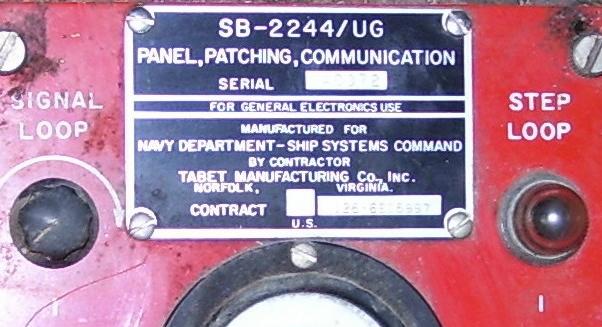 SB-2244/UG
PANEL, PATCHING, COMMUNICATION
SERIAL
FOR GENERAL ELECTRONICS USE
MANUFACTURED FOR
NAVY DEPARTMENT-SHIP SYSTEMS COMMAND
BY CONTRACTOR
TABET MANUFACTURING CO., INC.
NORFOLK, VIRGINIA.
CONTRACT
U.S.
SIGNAL
LOOP
STEP
LOOP